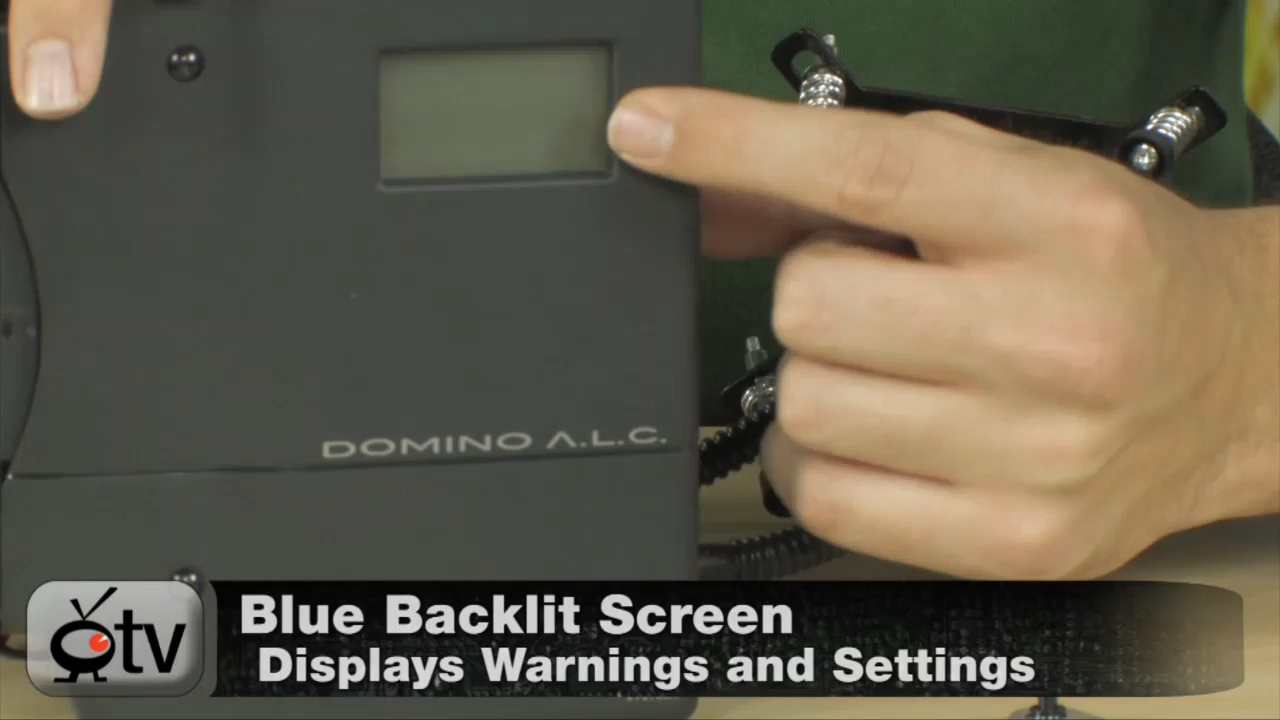 DOMINO A.L.C.
Blue Backlit Screen
Displays Warnings and Settings
tv